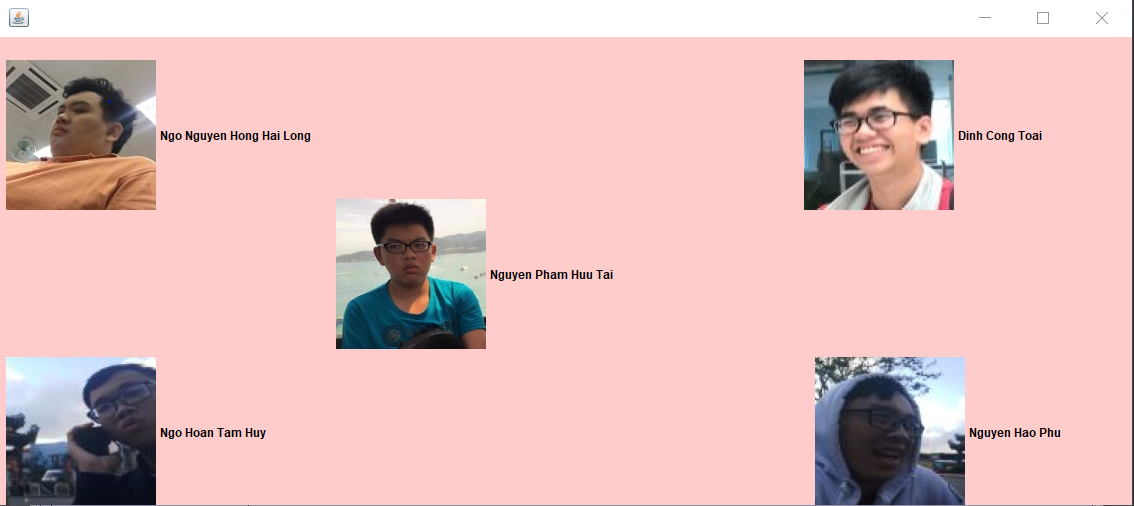 Ngo Nguyen Hong Hai Long
Dinh Cong Toai
Nguyen Pham Huu Tai
Ngo Hoan Tam Huy
Nguyen Hao Phu